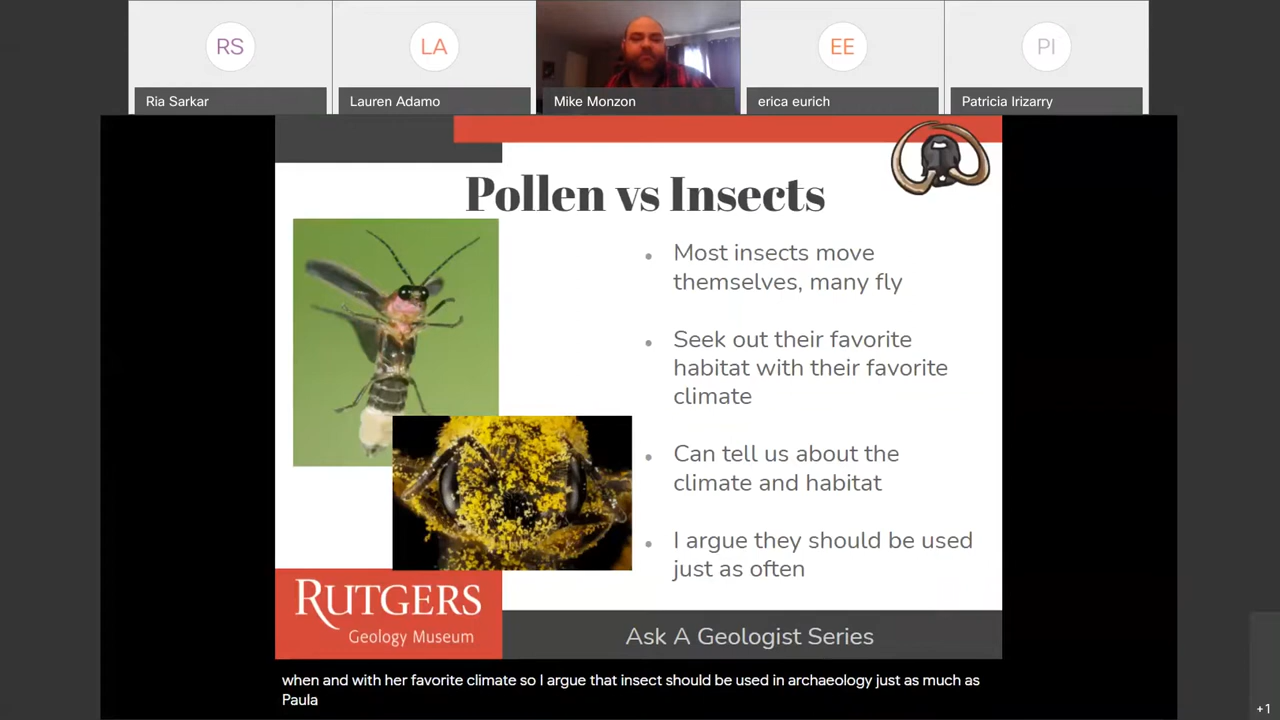 RS
LA
EE
PI
Ria Sarkar
Lauren Adamo
Mike Monzon
erica eurich
Patricia Irizarry
Pollen vs Insects
• Most insects move
themselves, many fly
• Seek out their favorite
habitat with their favorite
climate
• Can tell us about the
climate and habitat
• I argue they should be used
just as often
RUTGERS
Geology Museum
Ask A Geologist Series
when and with her favorite climate so I argue that insect should be used in archaeology just as much as
Paula
+1